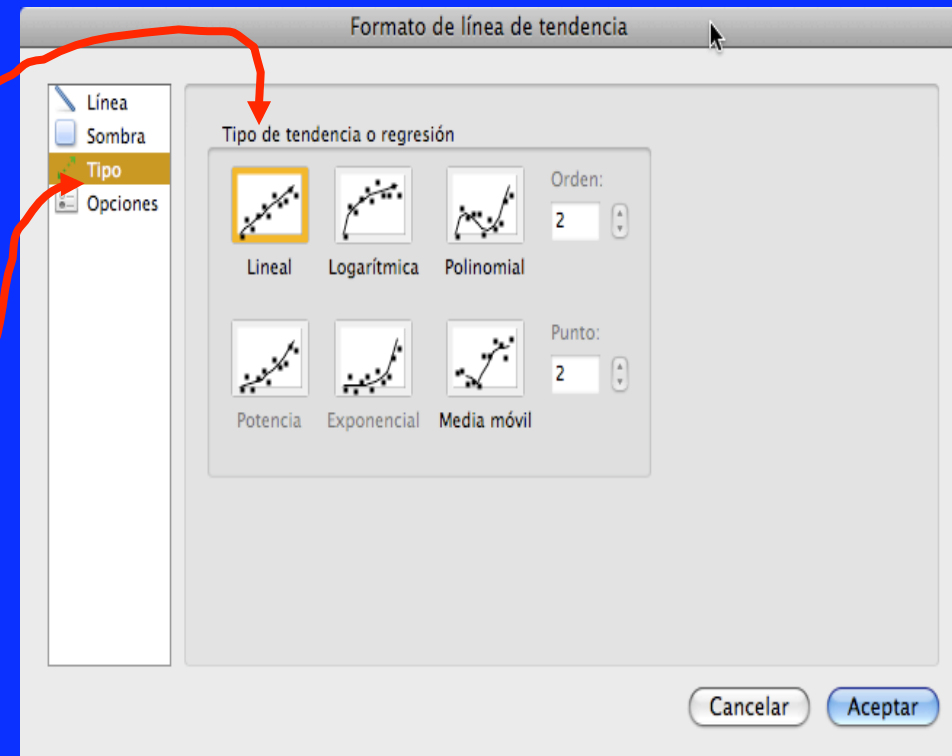 Formato de línea de tendencia
Línea
Sombra
Tipo
Opciones
Tipo de tendencia o regresión
Orden:
2
Lineal
Logarítmica
Polinomial
Punto:
2
Potencia
Exponencial
Media móvil
Cancelar
Aceptar